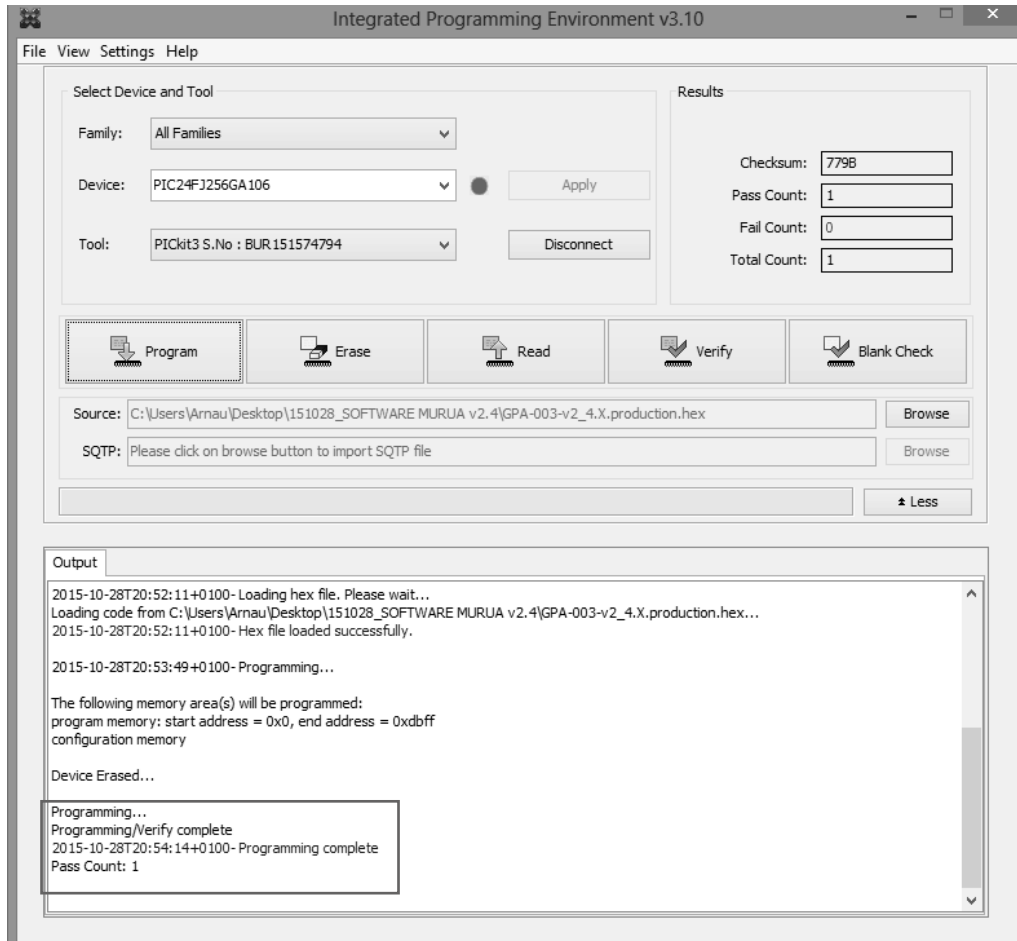 Integrated Programming Environment v3.10
File View Settings Help
Select Device and Tool
Family: All Families
Device: PIC24FJ256GA106
Apply
Tool: PICkit3 S.No : BUR151574794
Disconnect
Results
Checksum: 779B
Pass Count: 1
Fail Count: 0
Total Count: 1
Program
Erase
Read
Verify
Blank Check
Source: C:\Users\Arnau\Desktop\151028_SOFTWARE MURUA v2.4\GPA-003-v2_4.X.production.hex
Browse
SQTP: Please click on browse button to import SQTP file
Browse
Less
Output
2015-10-28T20:52:11+0100- Loading hex file. Please wait...
Loading code from C:\Users\Arnau\Desktop\151028_SOFTWARE MURUA v2.4\GPA-003-v2_4.X.production.hex...
2015-10-28T20:52:11+0100- Hex file loaded successfully.
2015-10-28T20:53:49+0100- Programming...
The following memory area(s) will be programmed:
program memory: start address = 0x0, end address = 0xdbff
configuration memory
Device Erased...
Programming...
Programming/Verify complete
2015-10-28T20:54:14+0100- Programming complete
Pass Count: 1